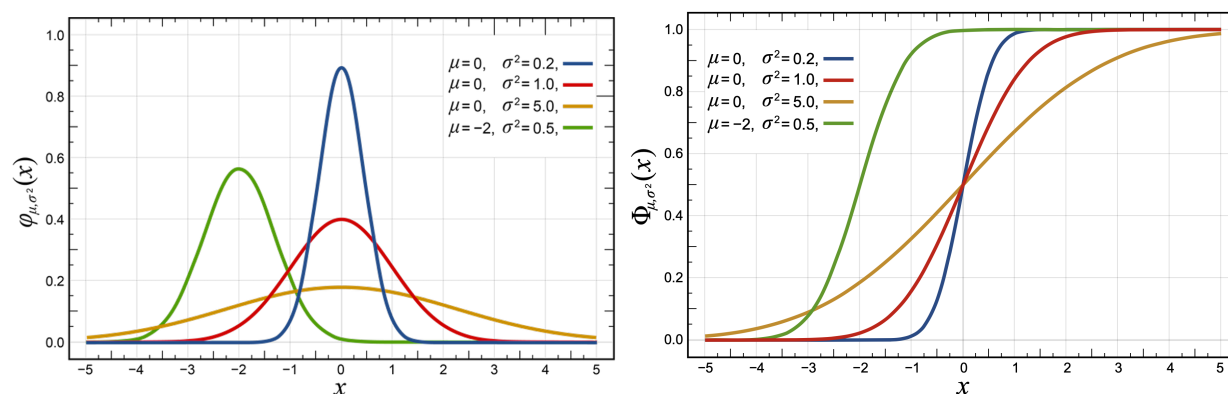 1.0
0.8
0.6
0.4
0.2
0.0
φμ,σ²(x)
μ=0, σ²=0.2,
μ=0, σ²=1.0,
μ=0, σ²=5.0,
μ=−2, σ²=0.5,
−5 −4 −3 −2 −1 0 1 2 3 4 5
x
1.0
0.8
0.6
0.4
0.2
0.0
Φμ,σ²(x)
μ=0, σ²=0.2,
μ=0, σ²=1.0,
μ=0, σ²=5.0,
μ=−2, σ²=0.5,
−5 −4 −3 −2 −1 0 1 2 3 4 5
x